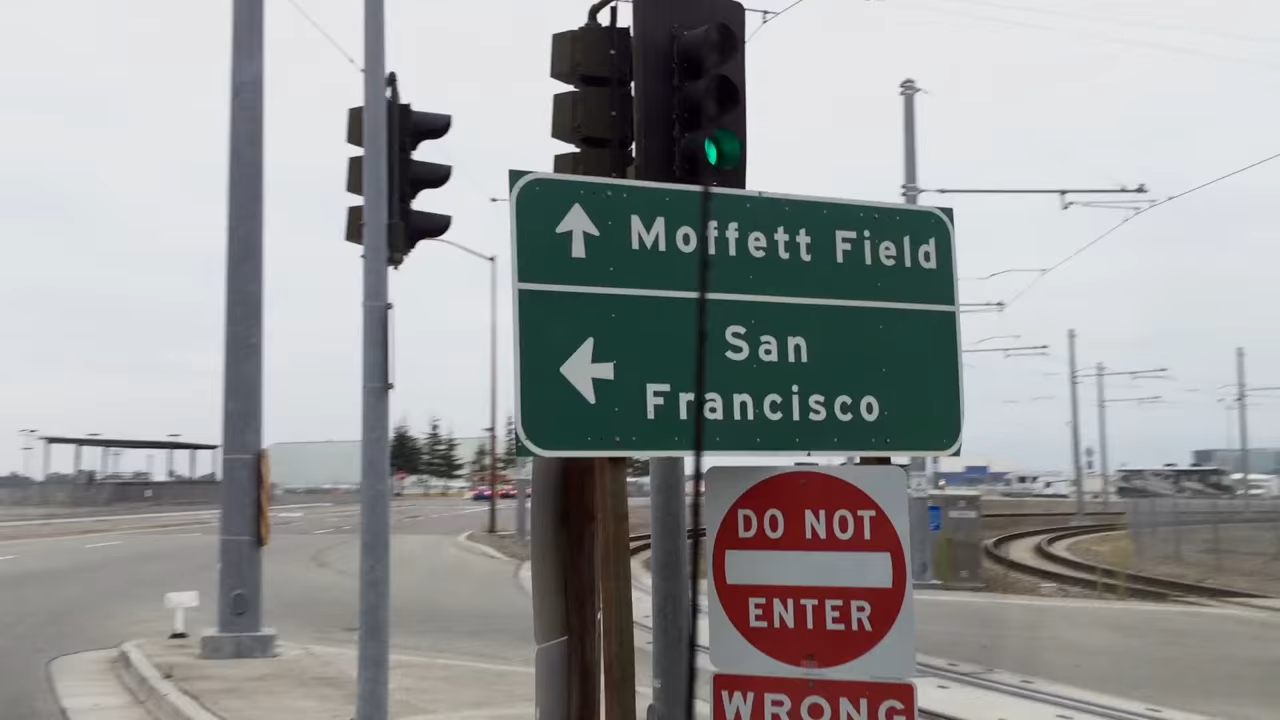 Moffett Field
San
Francisco
DO NOT
ENTER
WRONG